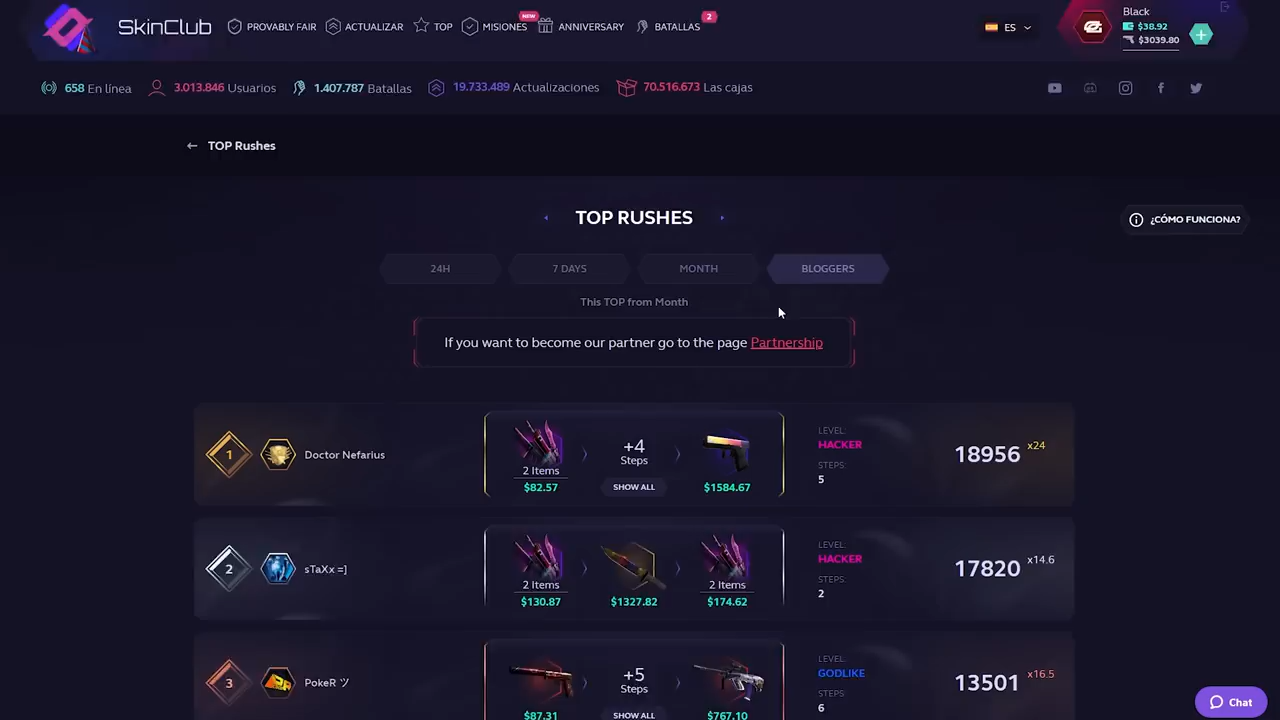 SkinClub
PROVABLY FAIR
ACTUALIZAR
TOP
MISIONES
NEW
ANNIVERSARY
BATALLAS
2
ES
Black
$38.92
$3039.80
658 En línea
3.013.846 Usuarios
1.407.787 Batallas
19.733.489 Actualizaciones
70.516.673 Las cajas
← TOP Rushes
TOP RUSHES
¿CÓMO FUNCIONA?
24H
7 DAYS
MONTH
BLOGGERS
This TOP from Month
If you want to become our partner go to the page Partnership
1
Doctor Nefarius
2 Items
$82.57
+4
Steps
SHOW ALL
$1584.67
LEVEL:
HACKER
STEPS:
5
18956 x24
2
sTaXx =]
2 Items
$130.87
$1327.82
2 Items
$174.62
LEVEL:
HACKER
STEPS:
2
17820 x14.6
3
PokeR ツ
$87.31
+5
Steps
SHOW ALL
$767.10
LEVEL:
GODLIKE
STEPS:
6
13501 x16.5
Chat